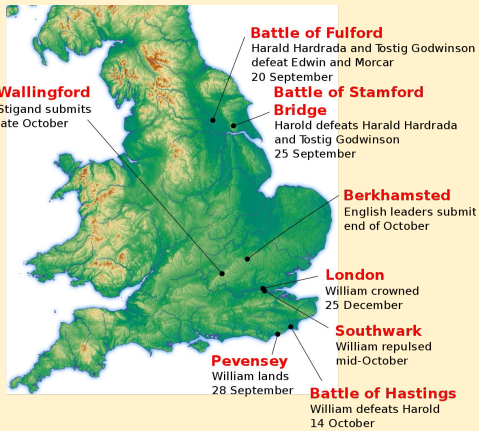 Battle of Fulford
Harald Hardrada and Tostig Godwinson
defeat Edwin and Morcar
20 September
Battle of Stamford
Bridge
Harold defeats Harald Hardrada
and Tostig Godwinson
25 September
Wallingford
Stigand submits
ate October
Berkhamsted
English leaders submit
end of October
London
William crowned
25 December
Southwark
William repulsed
mid-October
Pevensey
William lands
28 September
Battle of Hastings
William defeats Harold
14 October